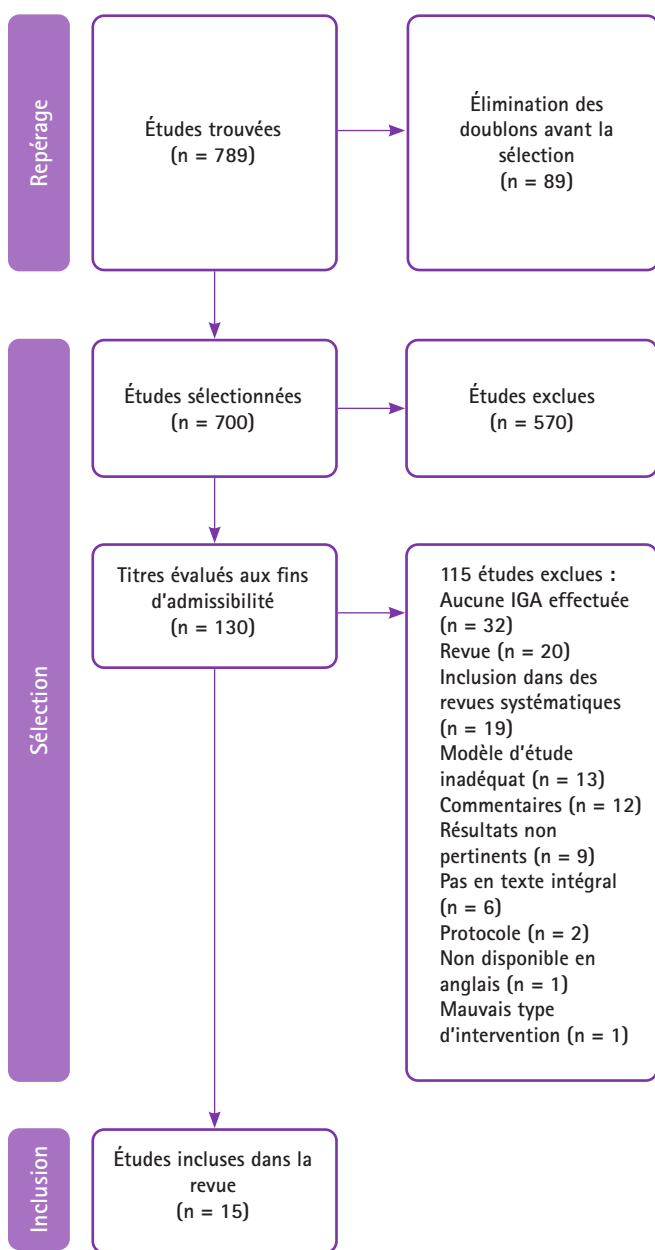 Repérage
Études trouvées
(n = 789)
Élimination des
doublons avant la
sélection
(n = 89)
Sélection
Études sélectionnées
(n = 700)
Études exclues
(n = 570)
Titres évalués aux fins
d'admissibilité
(n = 130)
115 études exclues :
Aucune IGA effectuée
(n = 32)
Revue (n = 20)
Inclusion dans des
revues systématiques
(n = 19)
Modèle d'étude
inadéquat (n = 13)
Commentaires (n = 12)
Résultats non
pertinents (n = 9)
Pas en texte intégral
(n = 6)
Protocole (n = 2)
Non disponible en
anglais (n = 1)
Mauvais type
d'intervention (n = 1)
Inclusion
Études incluses dans la
revue
(n = 15)